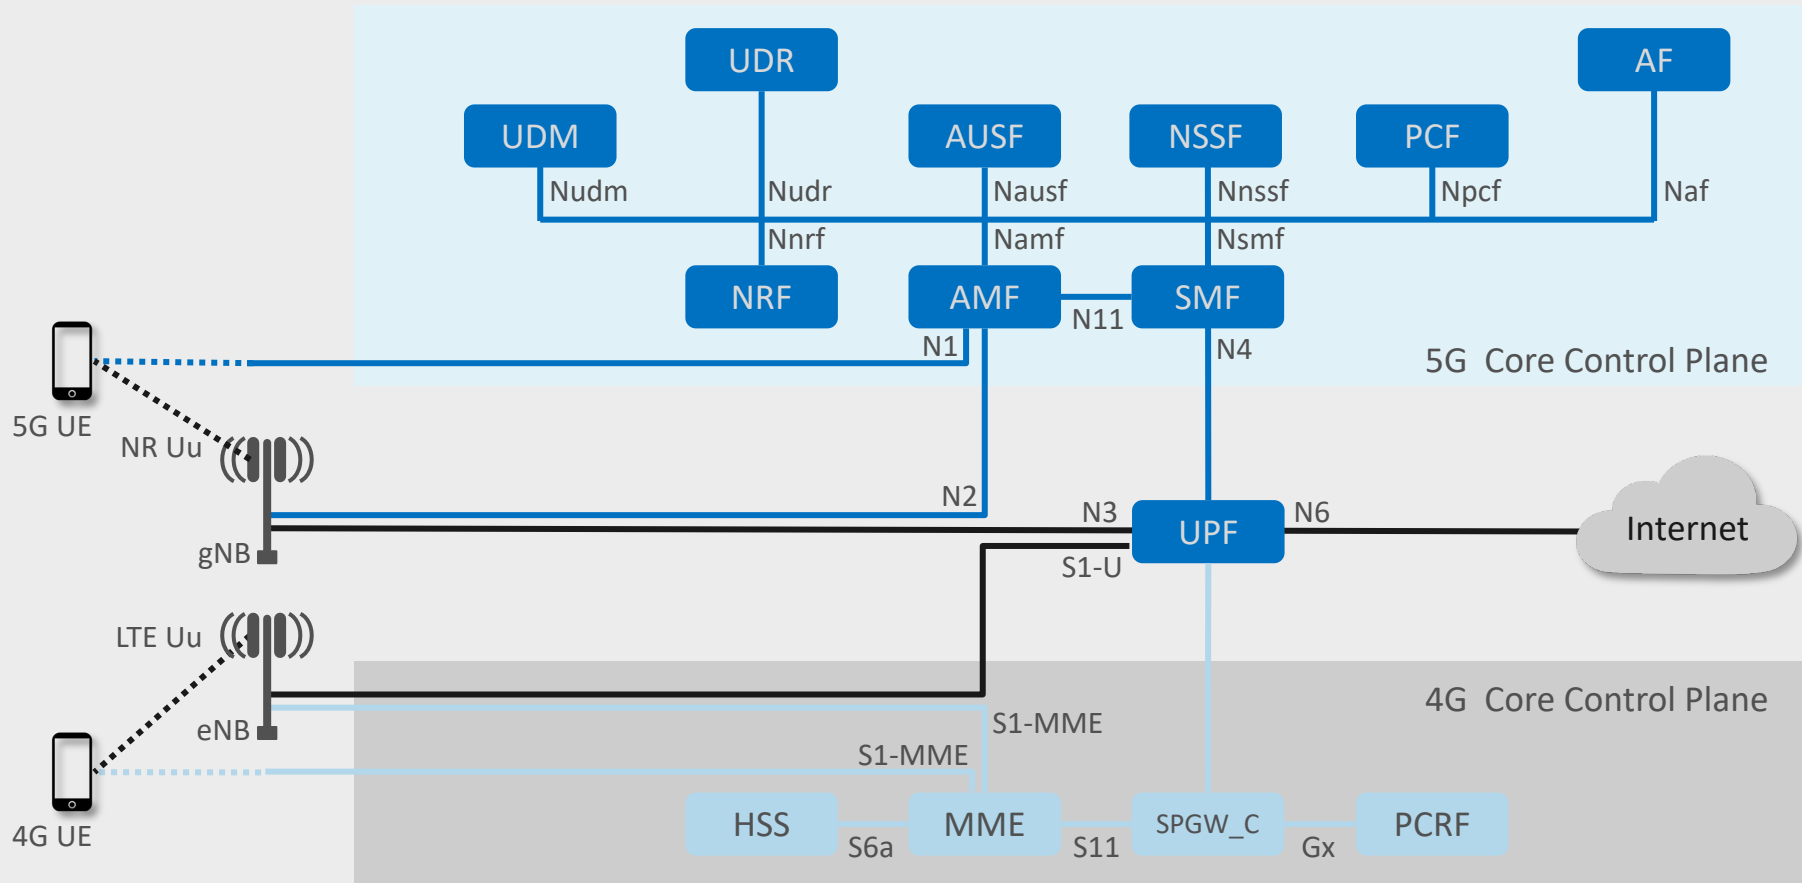 UDR
AF
UDM
AUSF
NSSF
PCF
Nudm
Nudr
Nausf
Nnssf
Npcf
Naf
Nnrf
Namf
Nsmf
NRF
AMF
SMF
N11
N1
N4
5G Core Control Plane
5G UE
NR Uu
N2
N3
N6
UPF
Internet
gNB
S1-U
LTE Uu
4G Core Control Plane
eNB
S1-MME
S1-MME
HSS
MME
SPGW_C
PCRF
4G UE
S6a
S11
Gx